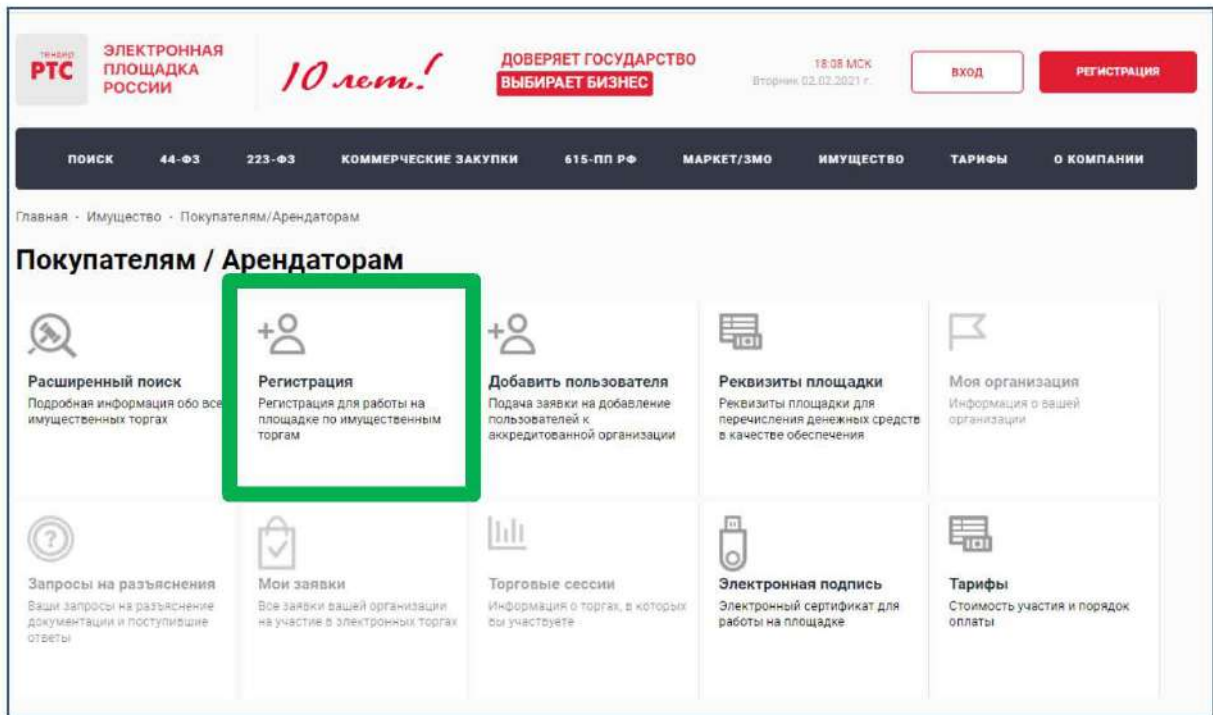 ТЕНДЕР
РТС
ЭЛЕКТРОННАЯ
ПЛОЩАДКА
РОССИИ
10 лет!
ДОВЕРЯЕТ ГОСУДАРСТВО
ВЫБИРАЕТ БИЗНЕС
18:08 МСК
Вторник 02.02.2021 г.
ВХОД
РЕГИСТРАЦИЯ
ПОИСК 44-ФЗ 223-ФЗ КОММЕРЧЕСКИЕ ЗАКУПКИ 615-ПП РФ МАРКЕТ/ЗМО ИМУЩЕСТВО ТАРИФЫ О КОМПАНИИ
Главная - Имущество - Покупателям/Арендаторам
Покупателям / Арендаторам
Расширенный поиск
Подробная информация обо все
имущественных торгах
Регистрация
Регистрация для работы на
площадке по имущественным
торгам
Добавить пользователя
Подача заявки на добавление
пользователей к
аккредитованной организации
Реквизиты площадки
Реквизиты площадки для
перечисления денежных средств
в качестве обеспечения
Моя организация
Информация о вашей
организации
Запросы на разъяснения
Ваши запросы на разъяснение
документации и поступившие
ответы
Мои заявки
Все заявки вашей организации
на участие в электронных торгах
Торговые сессии
Информация о торгах, в которых
вы участвуете
Электронная подпись
Электронный сертификат для
работы на площадке
Тарифы
Стоимость участия и порядок
оплаты